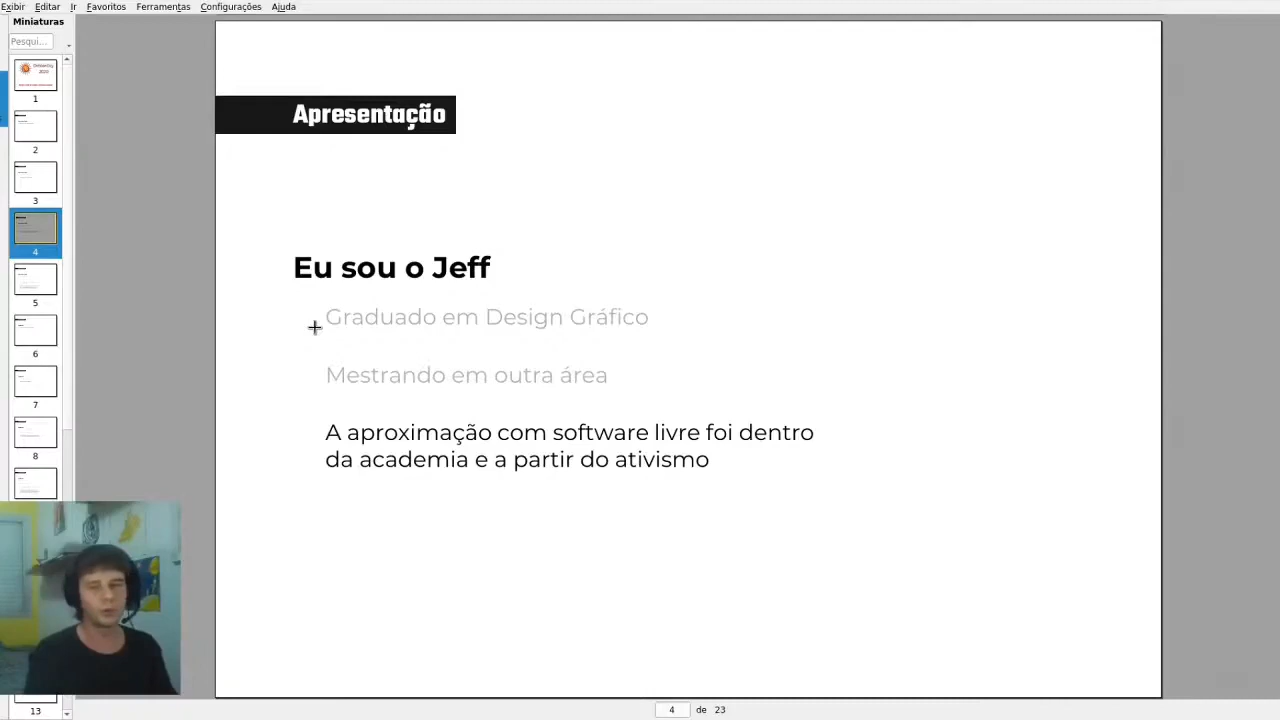 Exibir Editar Ir Favoritos Ferramentas Configurações Ajuda
Miniaturas
Pesqui...
1
2
3
4
5
6
7
8
13
Apresentação
Eu sou o Jeff
Graduado em Design Gráfico
Mestrando em outra área
A aproximação com software livre foi dentro
da academia e a partir do ativismo
4 de 23